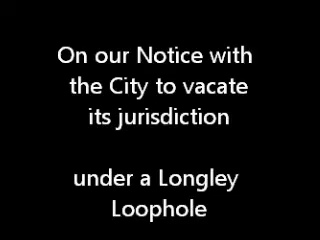 On our Notice with
the City to vacate
its jurisdiction
under a Longley
Loophole